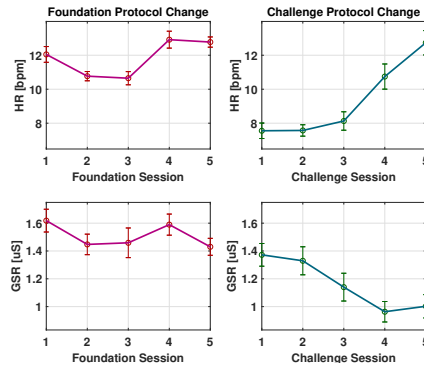 Foundation Protocol Change
HR [bpm]
12
10
8
1 2 3 4 5
Foundation Session
Challenge Protocol Change
HR [bpm]
12
10
8
1 2 3 4 5
Challenge Session
GSR [uS]
1.6
1.4
1.2
1
1 2 3 4 5
Foundation Session
GSR [uS]
1.6
1.4
1.2
1
1 2 3 4 5
Challenge Session